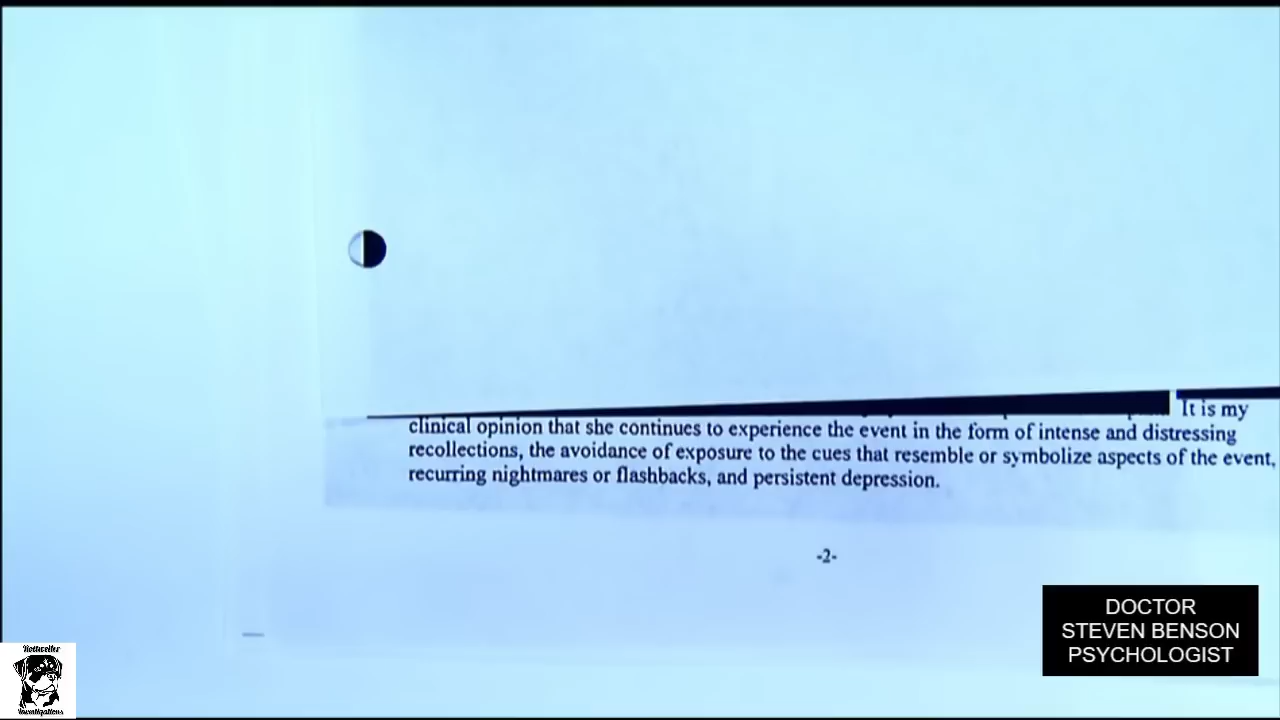 It is my
clinical opinion that she continues to experience the event in the form of intense and distressing
recollections, the avoidance of exposure to the cues that resemble or symbolize aspects of the event,
recurring nightmares or flashbacks, and persistent depression.
-2-
DOCTOR
STEVEN BENSON
PSYCHOLOGIST
Rottweiler
Investigations